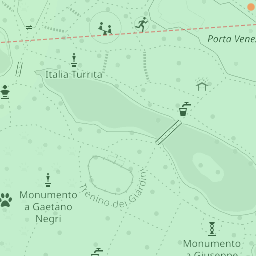 Porta Vene
Italia Turrita
Trenino dei Giardini
Monumento
a Gaetano
Negri
Monumento
a Giuseppe